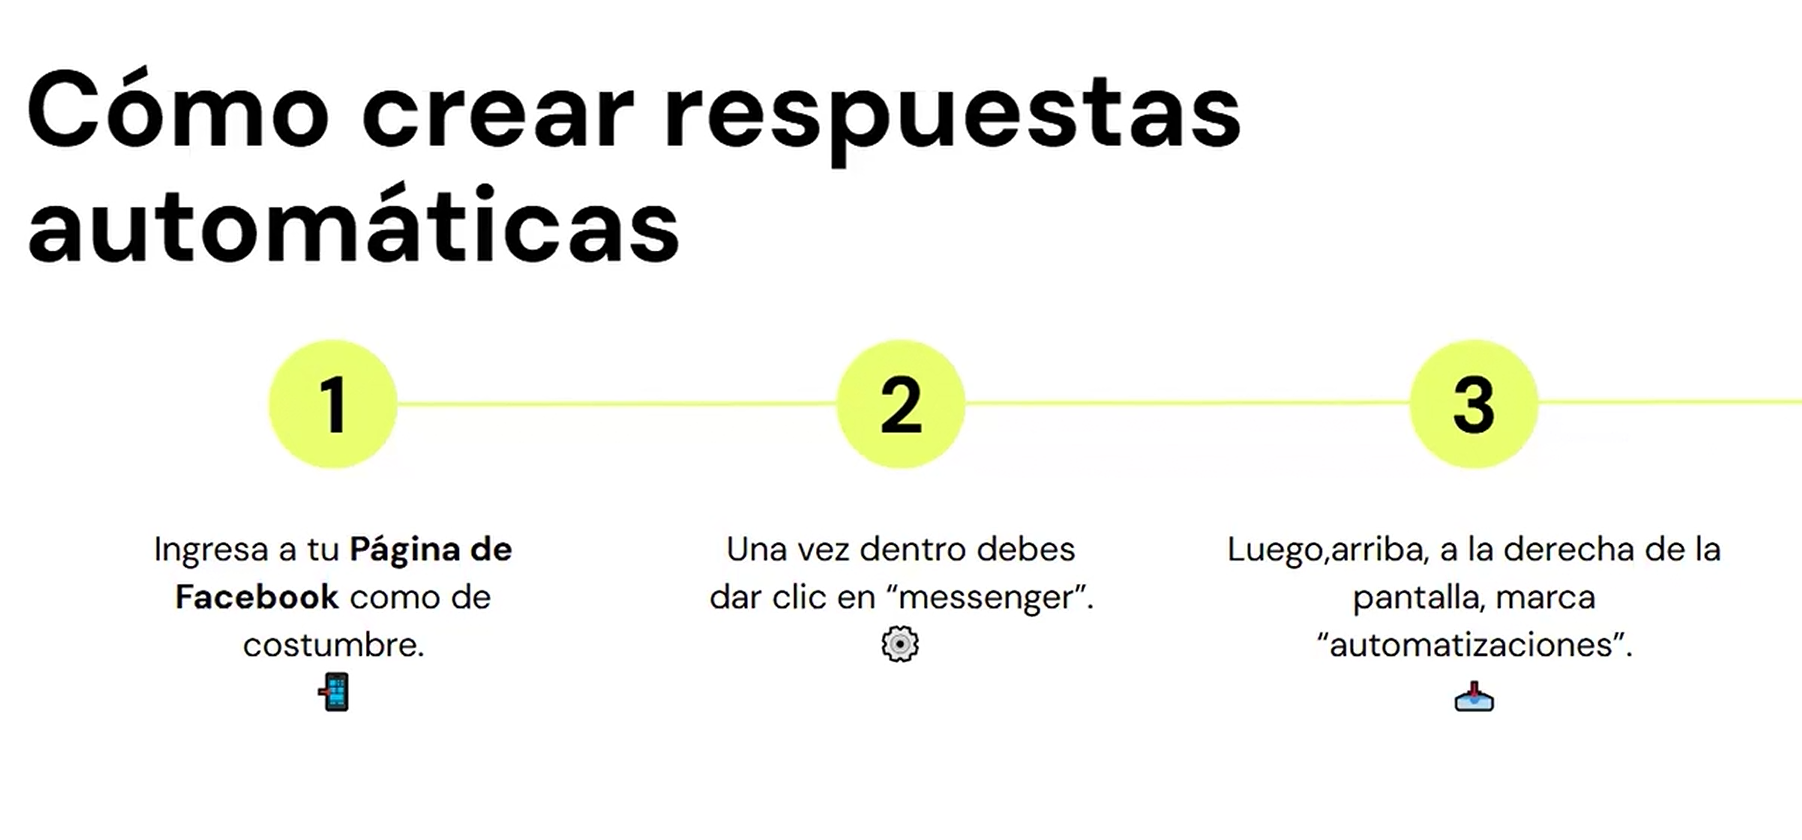 Cómo crear respuestas
automáticas
1
2
3
Ingresa a tu Página de
Facebook como de
costumbre.
Una vez dentro debes
dar clic en “messenger”.
Luego,arriba, a la derecha de la
pantalla, marca
“automatizaciones”.